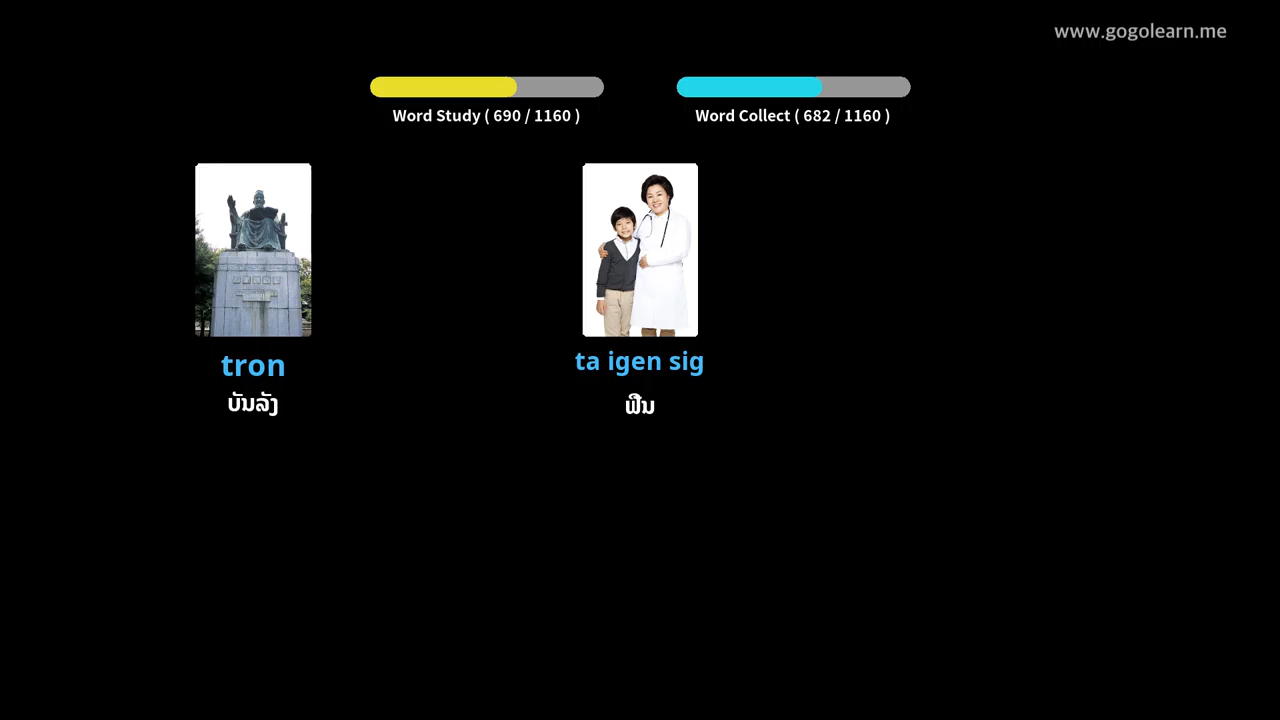 www.gogolearn.me
Word Study ( 690 / 1160 )
Word Collect ( 682 / 1160 )
tron
ບັນລັງ
ta igen sig
ຟື້ນ